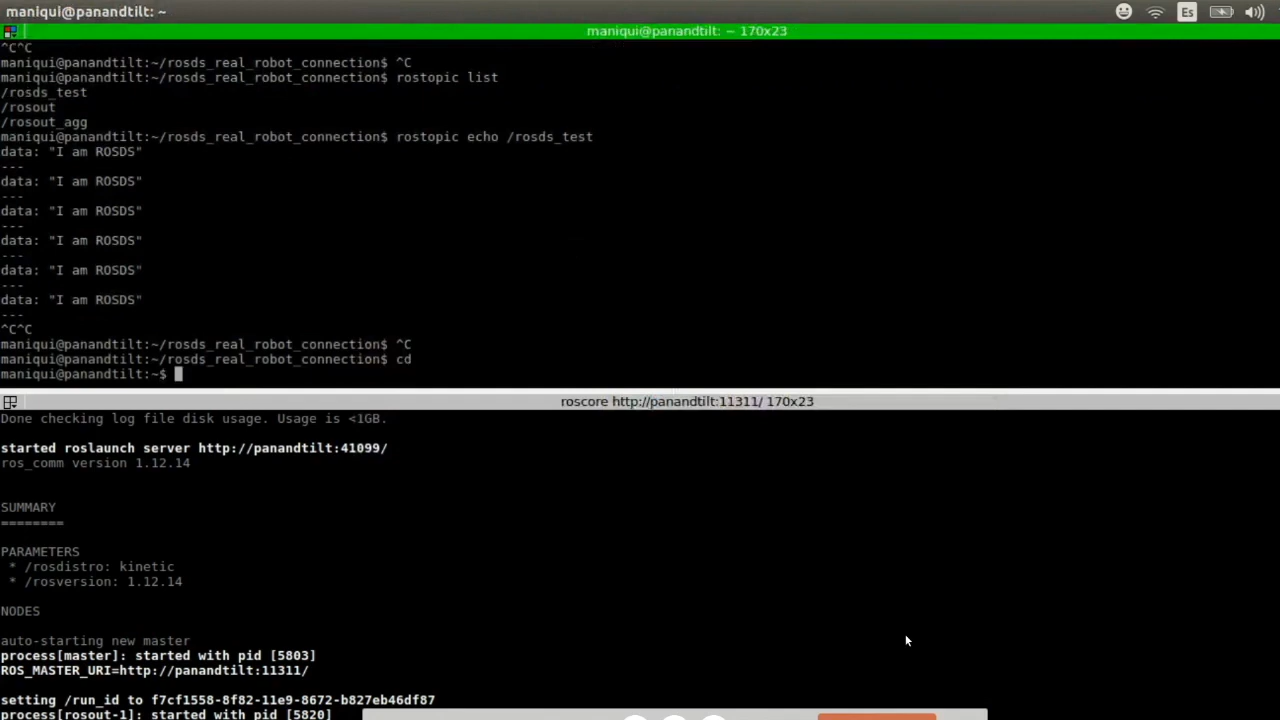 maniqui@panandtilt: ~
Es
maniqui@panandtilt: ~ 170x23
^C^C
maniqui@panandtilt:~/rosds_real_robot_connection$ ^C
maniqui@panandtilt:~/rosds_real_robot_connection$ rostopic list
/rosds_test
/rosout
/rosout_agg
maniqui@panandtilt:~/rosds_real_robot_connection$ rostopic echo /rosds_test
data: "I am ROSDS"
---
data: "I am ROSDS"
---
data: "I am ROSDS"
---
data: "I am ROSDS"
---
data: "I am ROSDS"
---
data: "I am ROSDS"
---
^C^C
maniqui@panandtilt:~/rosds_real_robot_connection$ ^C
maniqui@panandtilt:~/rosds_real_robot_connection$ cd
maniqui@panandtilt:~$
roscore http://panandtilt:11311/ 170x23
Done checking log file disk usage. Usage is <1GB.
started roslaunch server http://panandtilt:41099/
ros_comm version 1.12.14
SUMMARY
========
PARAMETERS
* /rosdistro: kinetic
* /rosversion: 1.12.14
NODES
auto-starting new master
process[master]: started with pid [5803]
ROS_MASTER_URI=http://panandtilt:11311/
setting /run_id to f7cf1558-8f82-11e9-8672-b827eb46df87
process[rosout-1]: started with pid [5820]